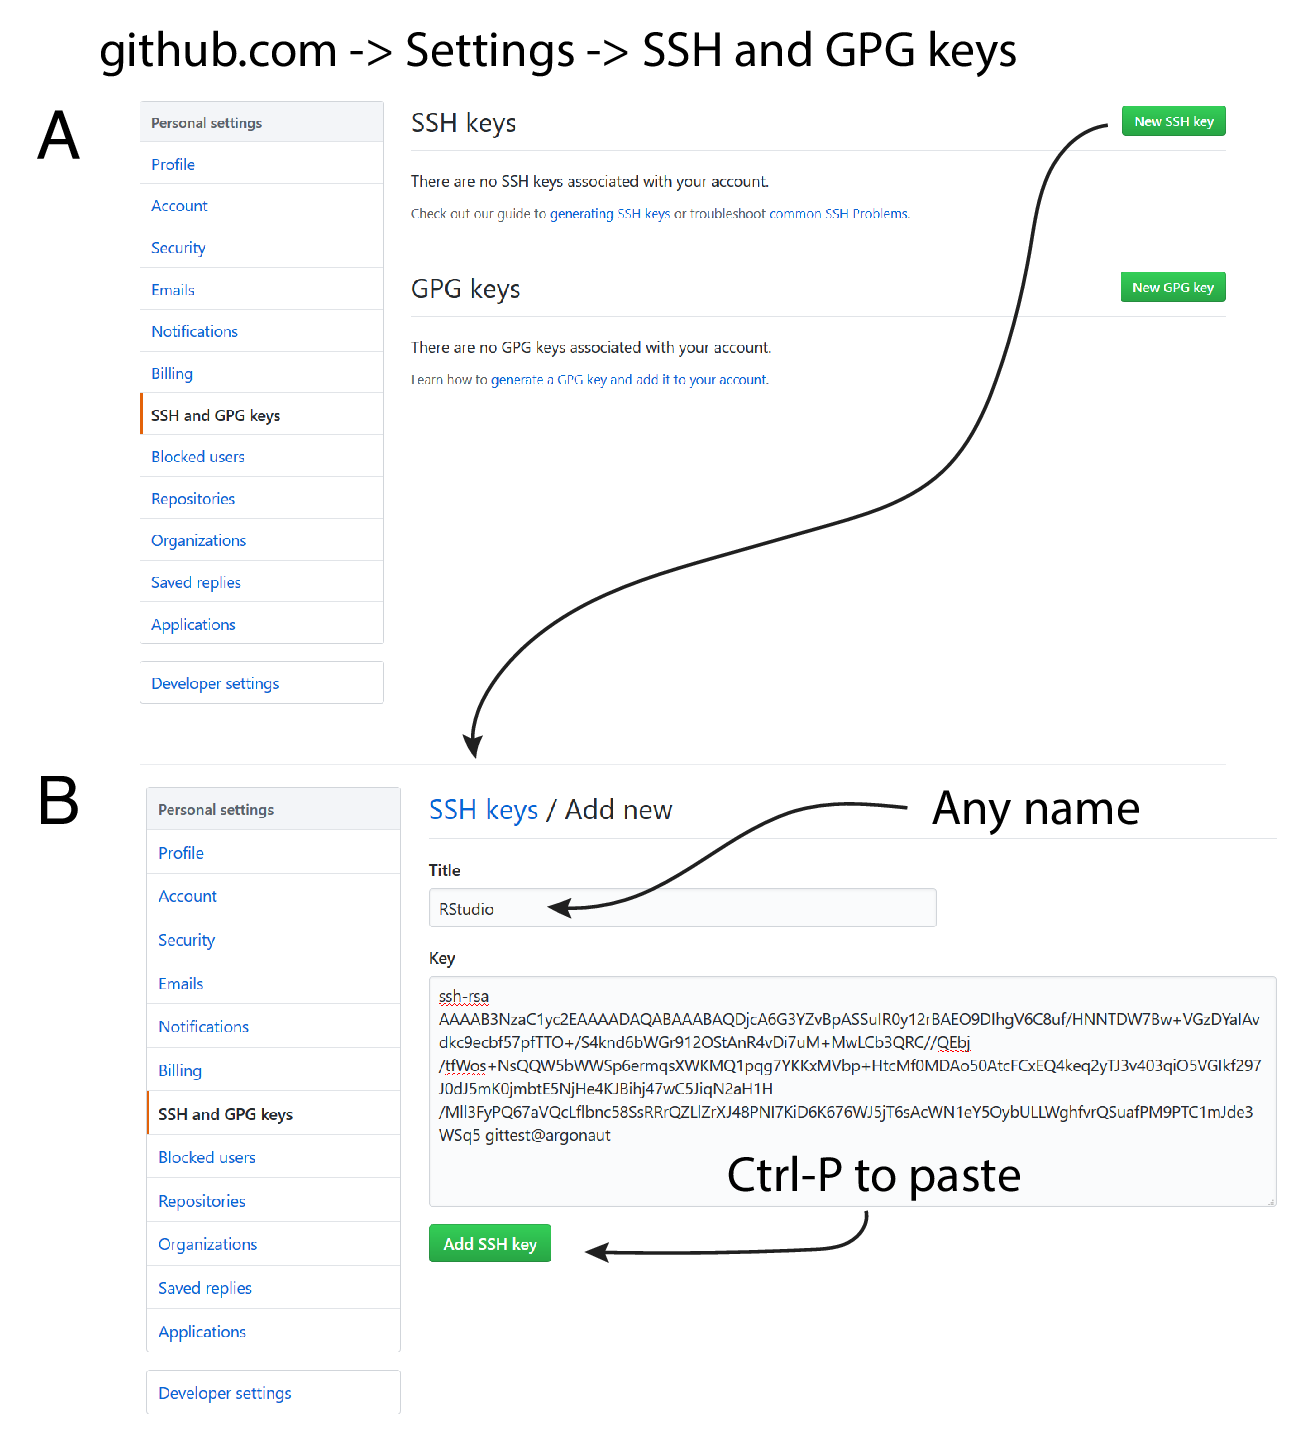 github.com -> Settings -> SSH and GPG keys
A
Personal settings
Profile
Account
Security
Emails
Notifications
Billing
SSH and GPG keys
Blocked users
Repositories
Organizations
Saved replies
Applications
Developer settings
SSH keys
New SSH key
There are no SSH keys associated with your account.
Check out our guide to generating SSH keys or troubleshoot common SSH Problems.
GPG keys
New GPG key
There are no GPG keys associated with your account.
Learn how to generate a GPG key and add it to your account.
B
Personal settings
Profile
Account
Security
Emails
Notifications
Billing
SSH and GPG keys
Blocked users
Repositories
Organizations
Saved replies
Applications
Developer settings
SSH keys / Add new
Any name
Title
RStudio
Key
ssh-rsa
AAAAB3NzaC1yc2EAAAADAQABAAABAQDjcA6G3YZvBpASSuIR0y12rBAEO9DIhgV6C8uf/HNNTDW7Bw+VGzDYaIAv
dkc9ecbf57pfTTO+/S4knd6bWGr912OStAnR4vDi7uM+MwLCb3QRC//QEbj
/tfWos+NsQQW5bWWSp6ermqsXWKMQ1pqg7YKKxMVbp+HtcMf0MDAo50AtcFCxEQ4keq2yTJ3v403qiO5VGIkf297
J0dJ5mK0jmbtE5NjHe4KJBihj47wC5JiqN2aH1H
/Mll3FyPQ67aVQcLflbnc58SsRRrQZLlZrXJ48PNI7KiD6K676WJ5jT6sAcWN1eY5OybULLWghfvrQSuafPM9PTC1mJde3
WSq5 gittest@argonaut
Ctrl-P to paste
Add SSH key